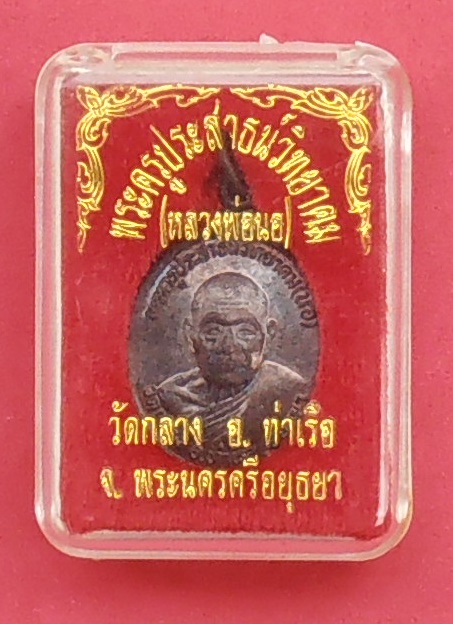 พระครูประสาธน์วิทยาคม
(หลวงพ่อนอ)
วัดกลาง อ. ท่าเรือ
จ. พระนครศรีอยุธยา